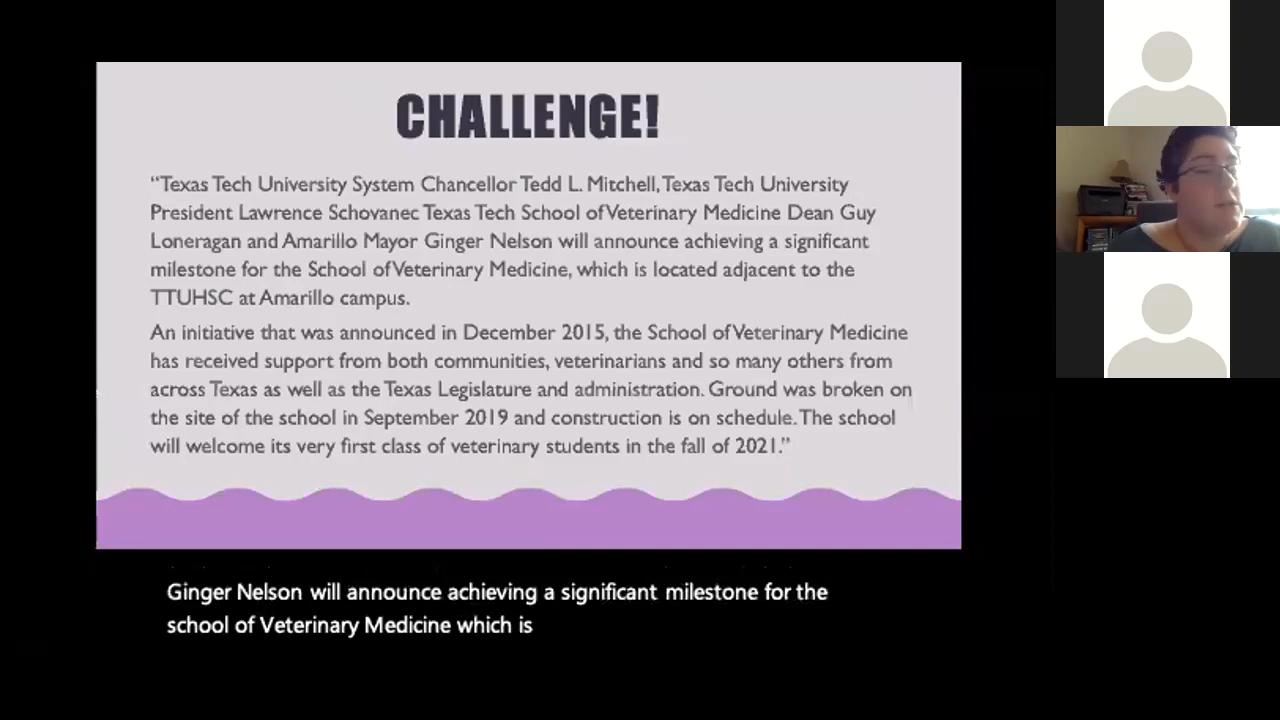 CHALLENGE!
“Texas Tech University System Chancellor Tedd L. Mitchell, Texas Tech University
President Lawrence Schovanec Texas Tech School of Veterinary Medicine Dean Guy
Loneragan and Amarillo Mayor Ginger Nelson will announce achieving a significant
milestone for the School of Veterinary Medicine, which is located adjacent to the
TTUHSC at Amarillo campus.
An initiative that was announced in December 2015, the School of Veterinary Medicine
has received support from both communities, veterinarians and so many others from
across Texas as well as the Texas Legislature and administration. Ground was broken on
the site of the school in September 2019 and construction is on schedule. The school
will welcome its very first class of veterinary students in the fall of 2021.”
Ginger Nelson will announce achieving a significant milestone for the
school of Veterinary Medicine which is